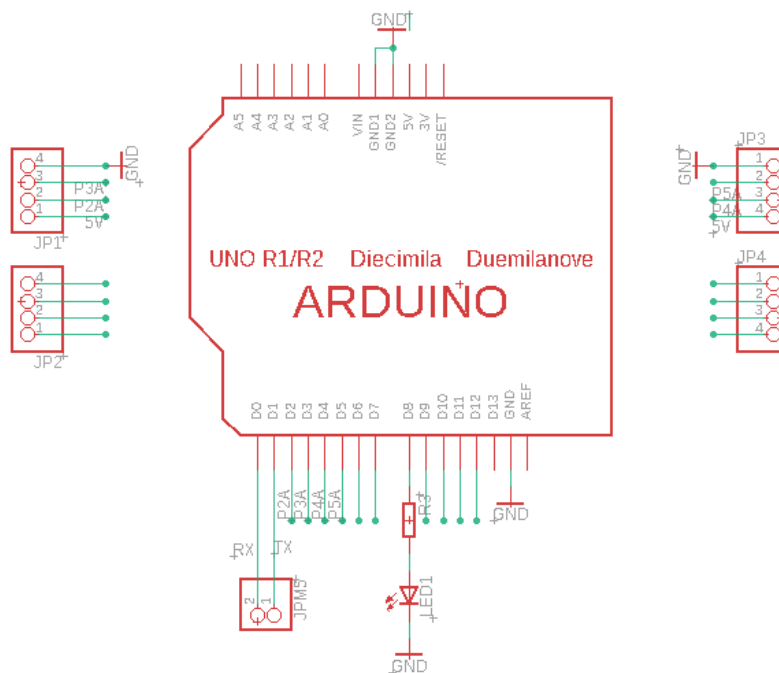 GND
A5 A4 A3 A2 A1 A0 VIN GND1 GND2 5V 3V /RESET
4
3
2
1
GND
P3A
P2A
5V
JP1
4
3
2
1
JP2
UNO R1/R2 Diecimila Duemilanove
ARDUINO
GND
JP3
1
2
3
4
P5A
P4A
5V
JP4
1
2
3
4
D0 D1 D2 D3 D4 D5 D6 D7 D8 D9 D10 D11 D12 D13 GND AREF
P2A P3A P4A P5A
R3
GND
RX TX
2 1
JPM5
LED1
GND